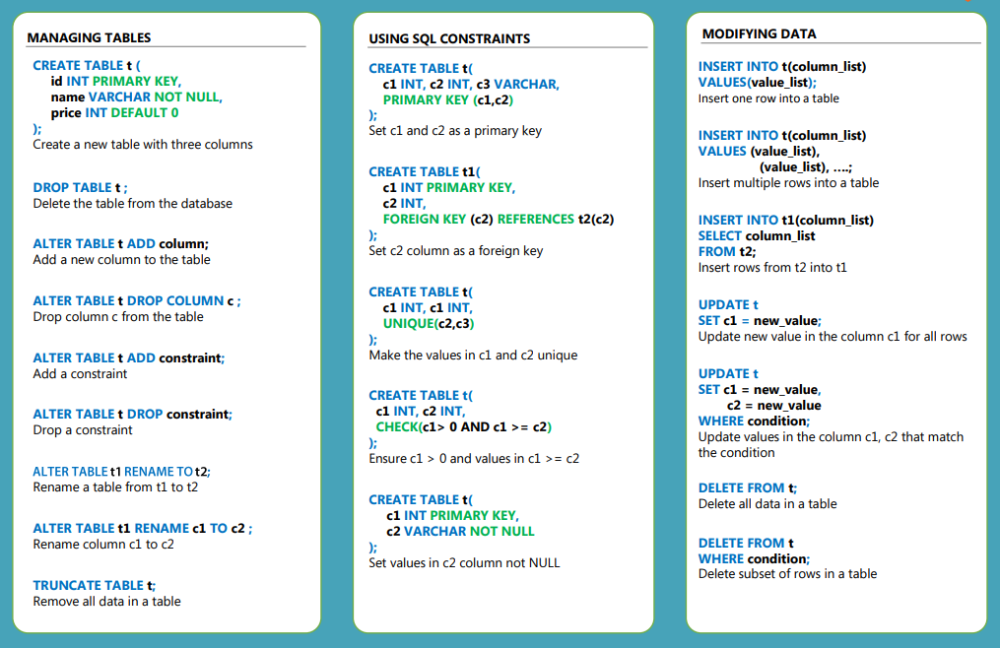 MANAGING TABLES
CREATE TABLE t (
id INT PRIMARY KEY,
name VARCHAR NOT NULL,
price INT DEFAULT 0
);
Create a new table with three columns
DROP TABLE t ;
Delete the table from the database
ALTER TABLE t ADD column;
Add a new column to the table
ALTER TABLE t DROP COLUMN c ;
Drop column c from the table
ALTER TABLE t ADD constraint;
Add a constraint
ALTER TABLE t DROP constraint;
Drop a constraint
ALTER TABLE t1 RENAME TO t2;
Rename a table from t1 to t2
ALTER TABLE t1 RENAME c1 TO c2 ;
Rename column c1 to c2
TRUNCATE TABLE t;
Remove all data in a table
USING SQL CONSTRAINTS
CREATE TABLE t(
c1 INT, c2 INT, c3 VARCHAR,
PRIMARY KEY (c1,c2)
);
Set c1 and c2 as a primary key
CREATE TABLE t1(
c1 INT PRIMARY KEY,
c2 INT,
FOREIGN KEY (c2) REFERENCES t2(c2)
);
Set c2 column as a foreign key
CREATE TABLE t(
c1 INT, c1 INT,
UNIQUE(c2,c3)
);
Make the values in c1 and c2 unique
CREATE TABLE t(
c1 INT, c2 INT,
CHECK(c1> 0 AND c1 >= c2)
);
Ensure c1 > 0 and values in c1 >= c2
CREATE TABLE t(
c1 INT PRIMARY KEY,
c2 VARCHAR NOT NULL
);
Set values in c2 column not NULL
MODIFYING DATA
INSERT INTO t(column_list)
VALUES(value_list);
Insert one row into a table
INSERT INTO t(column_list)
VALUES (value_list),
(value_list), ….;
Insert multiple rows into a table
INSERT INTO t1(column_list)
SELECT column_list
FROM t2;
Insert rows from t2 into t1
UPDATE t
SET c1 = new_value;
Update new value in the column c1 for all rows
UPDATE t
SET c1 = new_value,
c2 = new_value
WHERE condition;
Update values in the column c1, c2 that match
the condition
DELETE FROM t;
Delete all data in a table
DELETE FROM t
WHERE condition;
Delete subset of rows in a table